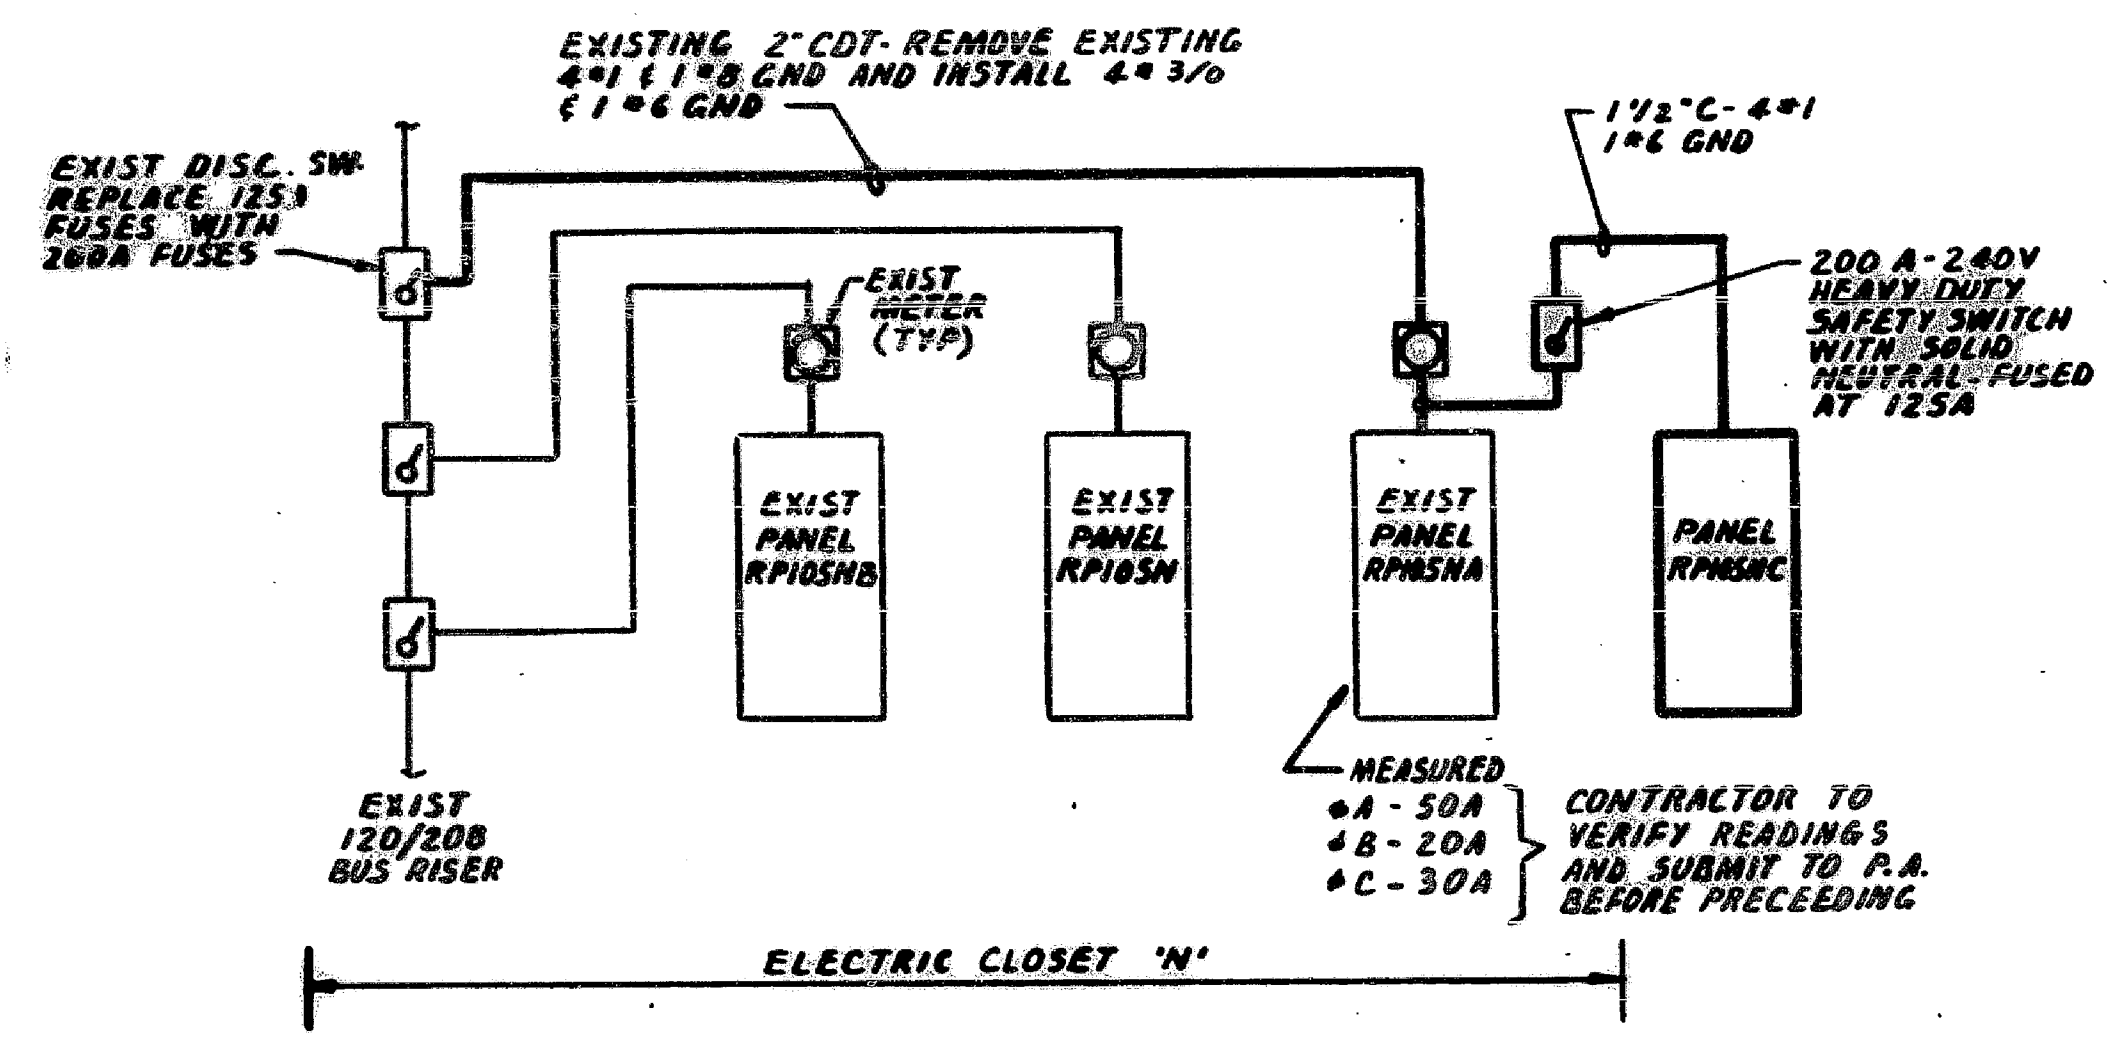 EXISTING 2" CDT- REMOVE EXISTING
4#1 & 1#8 GND AND INSTALL 4#3/0
& 1#6 GND
1 1/2"C- 4#1
1#6 GND
EXIST DISC. SW.
REPLACE 125A
FUSES WITH
200A FUSES
200 A-240V
HEAVY DUTY
SAFETY SWITCH
WITH SOLID
NEUTRAL-FUSED
AT 125A
EXIST
METER
(TYP)
EXIST
PANEL
RP105NB
EXIST
PANEL
RP105N
EXIST
PANEL
RP105NA
PANEL
RP105NC
MEASURED
ϕA - 50A
ϕB - 20A
ϕC - 30A
CONTRACTOR TO
VERIFY READINGS
AND SUBMIT TO P.A.
BEFORE PRECEEDING
EXIST
120/208
BUS RISER
ELECTRIC CLOSET 'N'